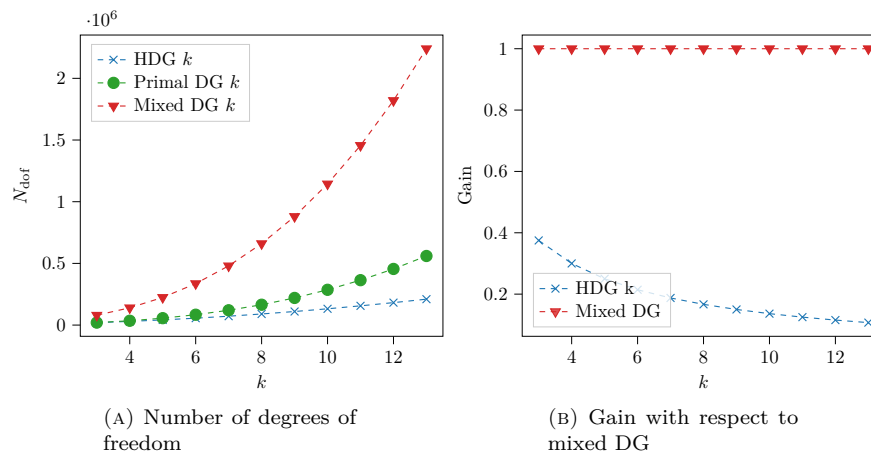 ·10⁶
HDG k
Primal DG k
Mixed DG k
2
1.5
1
0.5
0
N_dof
4
6
8
10
12
k
(A) Number of degrees of
freedom
1
0.8
0.6
0.4
0.2
Gain
HDG k
Mixed DG
4
6
8
10
12
k
(B) Gain with respect to
mixed DG